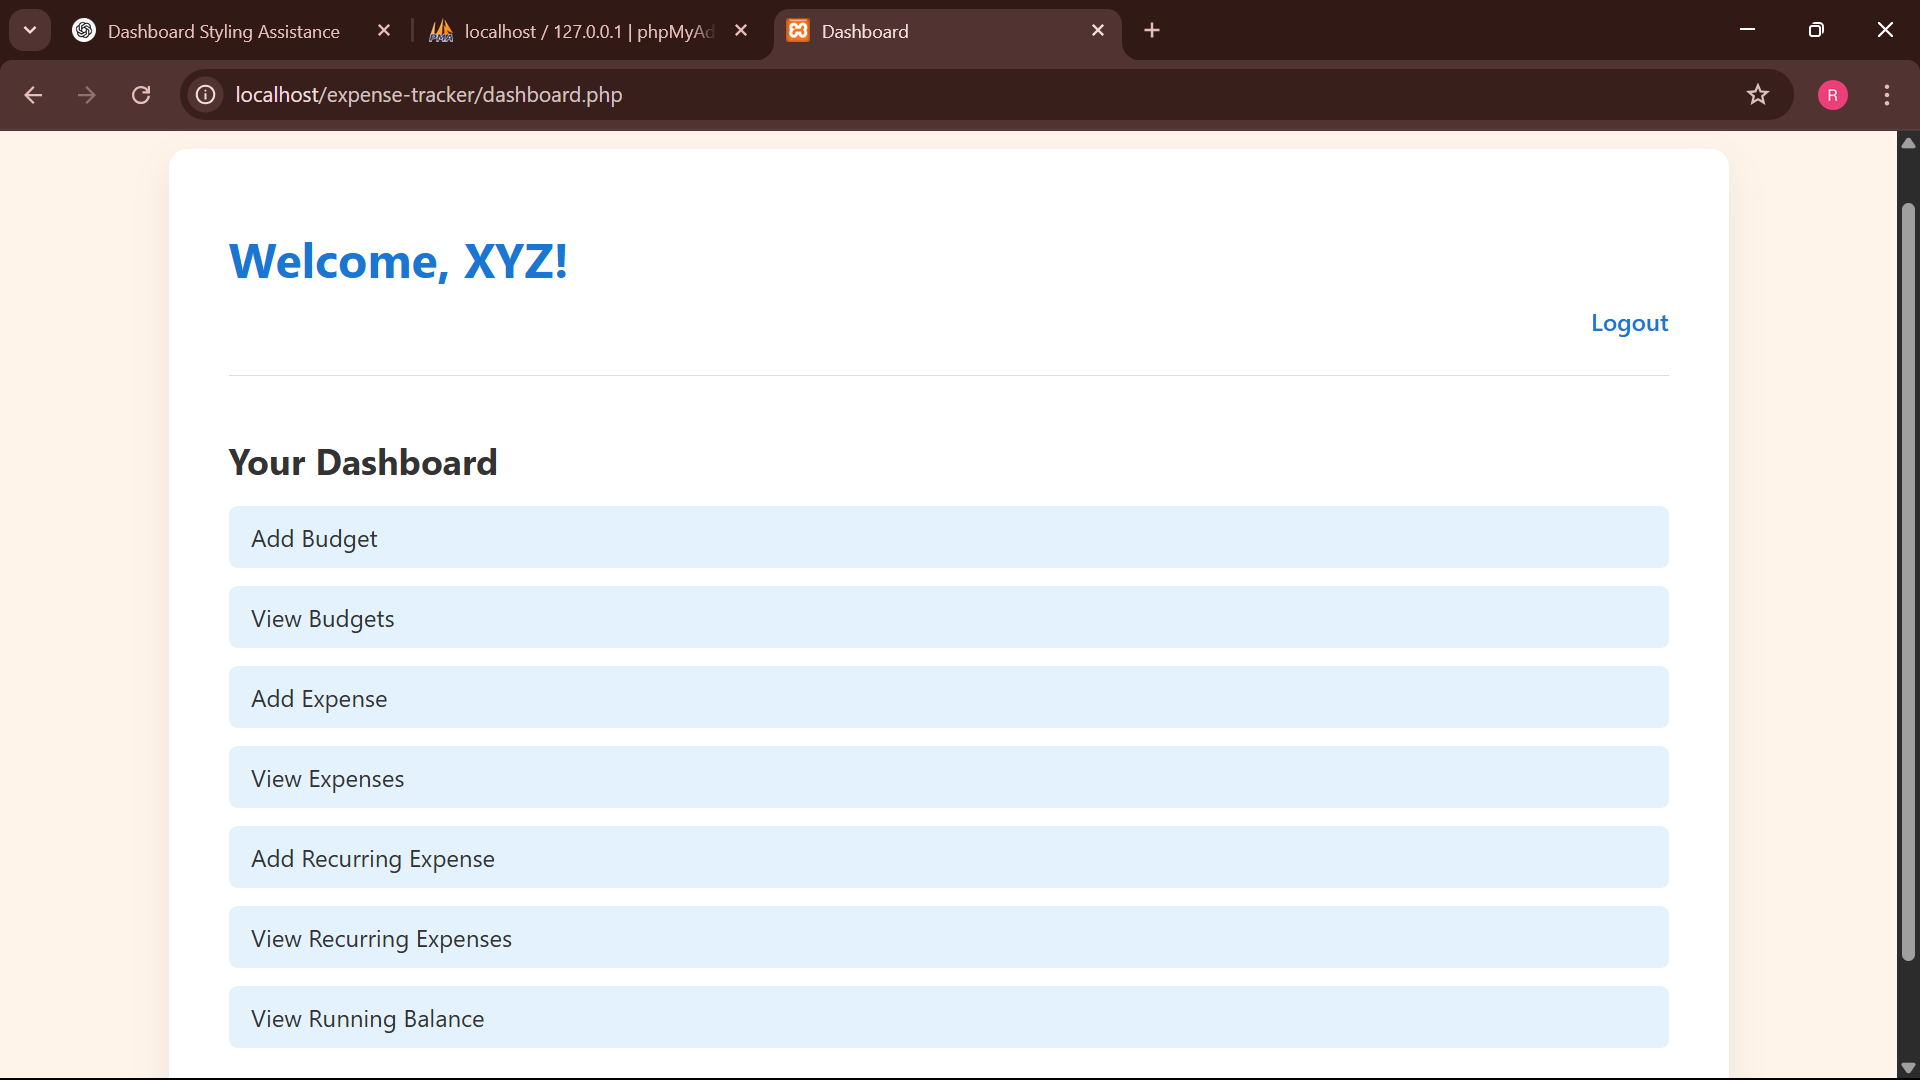 Dashboard Styling Assistance
localhost / 127.0.0.1 | phpMyAd
Dashboard
localhost/expense-tracker/dashboard.php
R
Welcome, XYZ!
Logout
Your Dashboard
Add Budget
View Budgets
Add Expense
View Expenses
Add Recurring Expense
View Recurring Expenses
View Running Balance